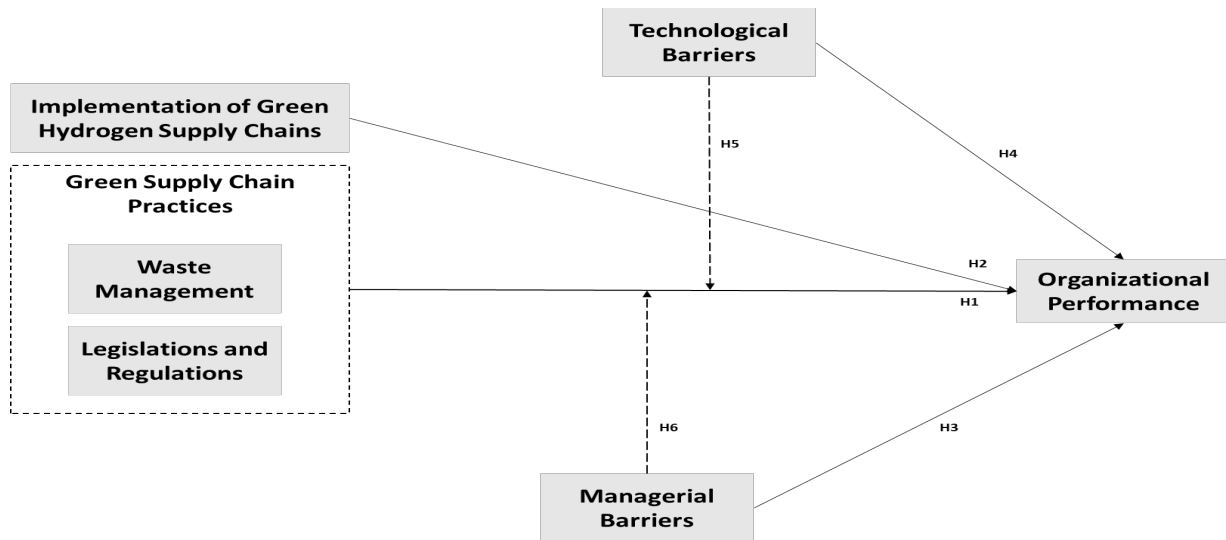 Technological
Barriers
Implementation of Green
Hydrogen Supply Chains
H5
H4
Green Supply Chain
Practices
Waste
Management
H2
Organizational
Performance
H1
Legislations and
Regulations
H6
H3
Managerial
Barriers